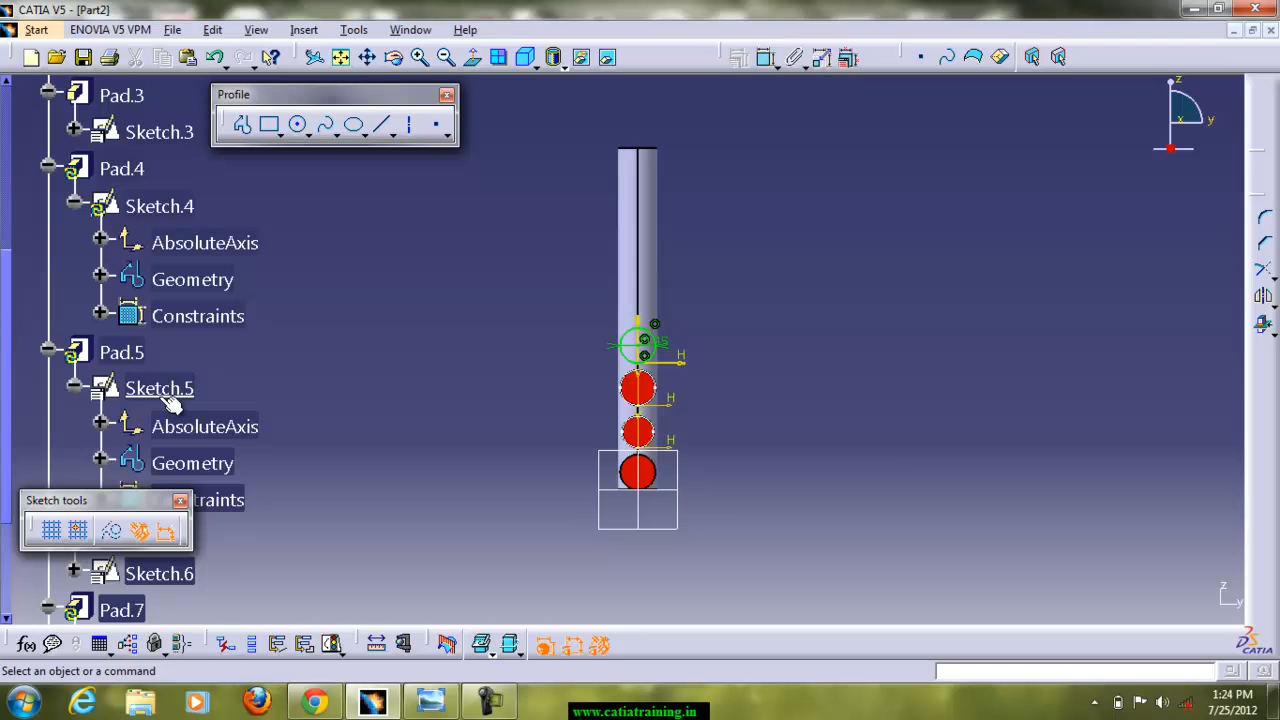 CATIA V5 - [Part2]
Start ENOVIA V5 VPM File Edit View Insert Tools Window Help
Pad.3
Profile
Sketch.3
Pad.4
Sketch.4
AbsoluteAxis
Geometry
Constraints
Pad.5
Sketch.5
AbsoluteAxis
Geometry
traints
Sketch tools
Sketch.6
Pad.7
H
H
H
z
x
y
z
y
f(x)
CATIA
Select an object or a command
1:24 PM
7/25/2012
www.catiatraining.in